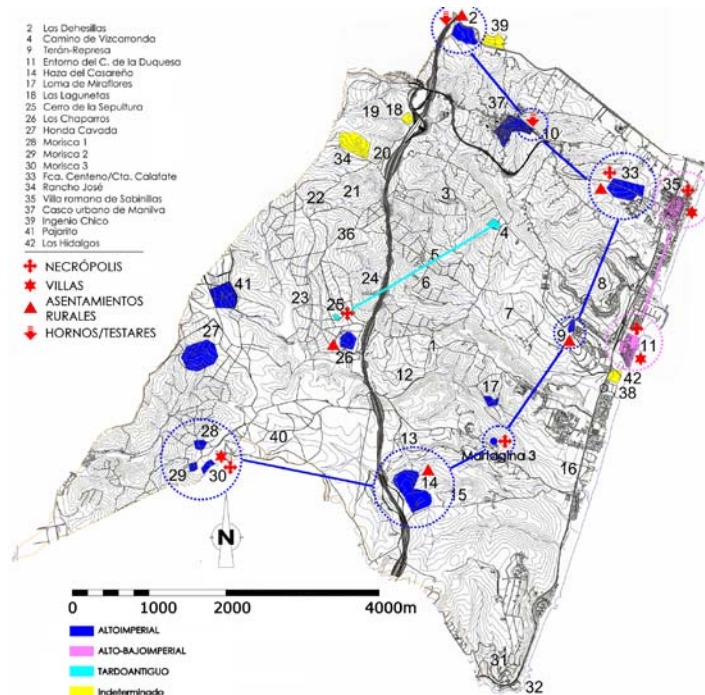 2 Las Dehesillas
4 Camino de Vizcarronda
9 Terán-Represa
11 Entorno del C. de la Duquesa
14 Haza del Casareño
17 Loma de Miraflores
18 Las Lagunetas
25 Cerro de la Sepultura
26 Los Chaparros
27 Honda Cavada
28 Morisca 1
29 Morisca 2
30 Morisca 3
33 Fca. Centeno/Cta. Calafate
34 Rancho José
35 Villa romana de Sabinillas
37 Casco urbano de Manilva
39 Ingenio Chico
41 Pajarito
42 Los Hidalgos
NECRÓPOLIS
VILLAS
ASENTAMIENTOS
RURALES
HORNOS/TESTARES
2
39
37
10
19
18
34
20
33
35
22
21
3
4
36
5
6
24
8
41
23
25
7
9
11
26
1
27
12
42
38
17
28
40
13
Martagina 3
16
29
30
14
15
N
31
32
0 1000 2000 4000m
ALTOIMPERIAL
ALTO-BAJOIMPERIAL
TARDOANTIGUO
Indeterminado